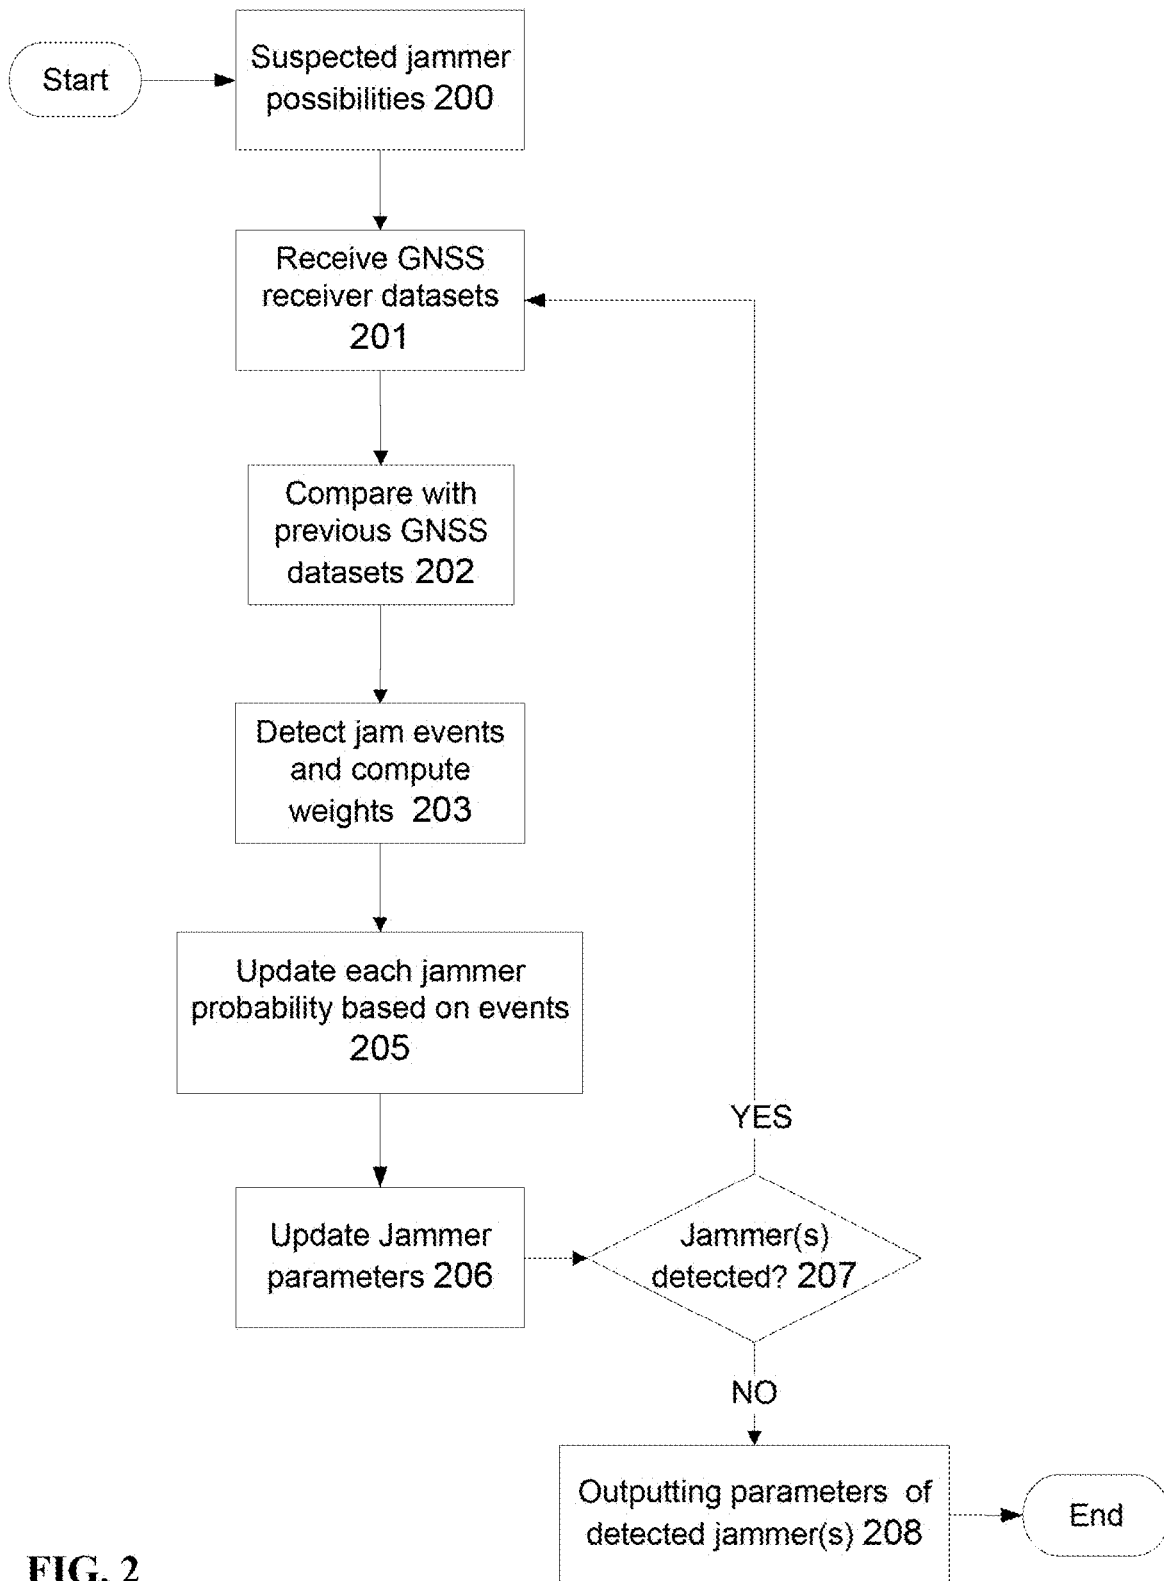 Start
Suspected jammer
possibilities 200
Receive GNSS
receiver datasets
201
Compare with
previous GNSS
datasets 202
Detect jam events
and compute
weights 203
Update each jammer
probability based on events
205
YES
Update Jammer
parameters 206
Jammer(s)
detected? 207
NO
Outputting parameters of
detected jammer(s) 208
End
FIG. 2